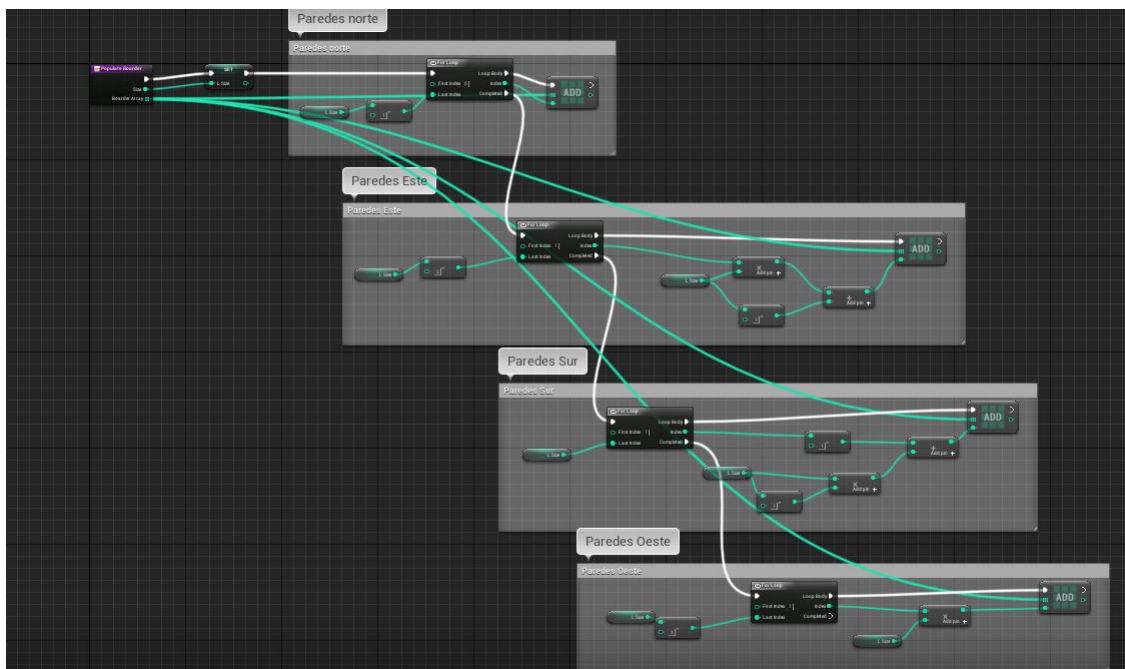 Paredes norte
Paredes norte
Populate Boarder
Size
Boarder Array
SET
L Size
For Loop
Loop Body
First Index 0
Index
Last Index
Completed
ADD
L Size
Paredes Este
Paredes Este
For Loop
Loop Body
First Index 1
Index
Last Index
Completed
ADD
L Size
L Size
Add pin +
Add pin +
Paredes Sur
Paredes Sur
For Loop
Loop Body
First Index 1
Index
Last Index
Completed
ADD
L Size
L Size
Add pin +
Add pin +
Paredes Oeste
Paredes Oeste
For Loop
Loop Body
First Index 1
Index
Last Index
Completed
ADD
L Size
L Size
Add pin +